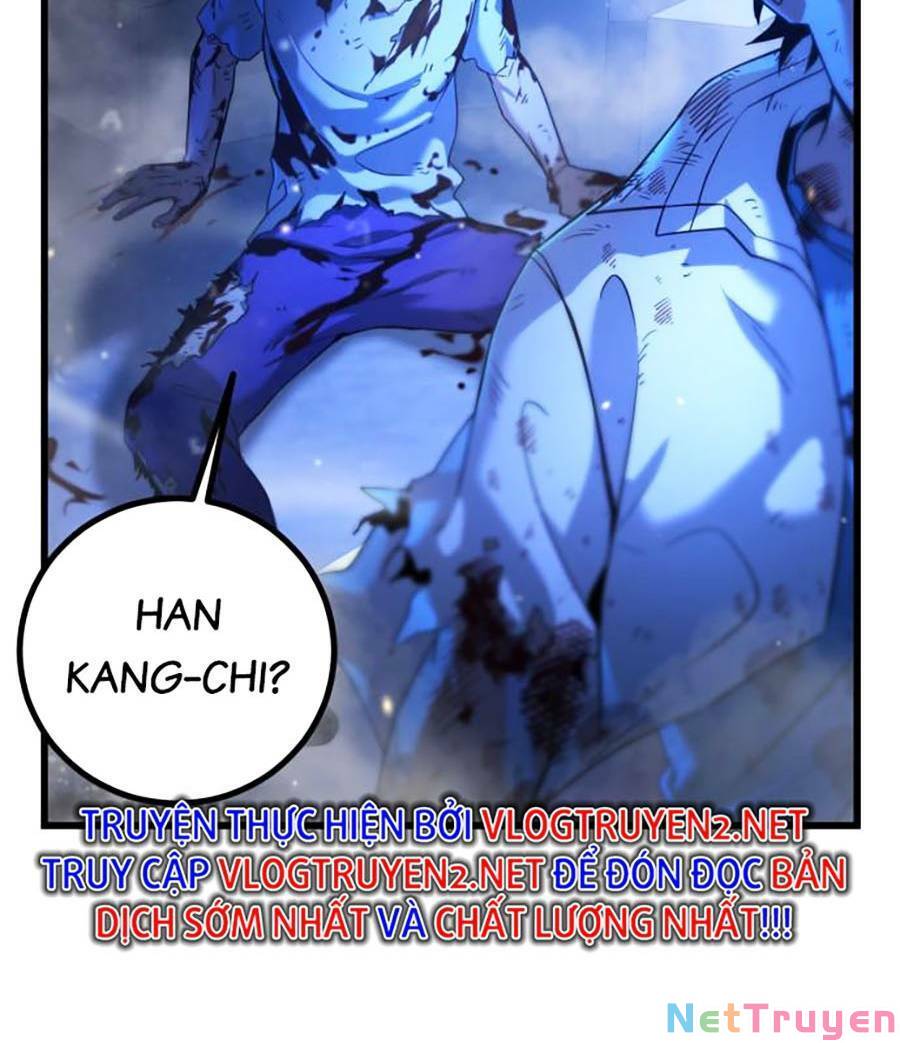 HAN
KANG-CHI?
TRUYỆN THỰC HIỆN BỞI VLOGTRUYEN2.NET
TRUY CẬP VLOGTRUYEN2.NET ĐỂ ĐÓN ĐỌC BẢN
DỊCH SỚM NHẤT VÀ CHẤT LƯỢNG NHẤT!!!
NetTruyen